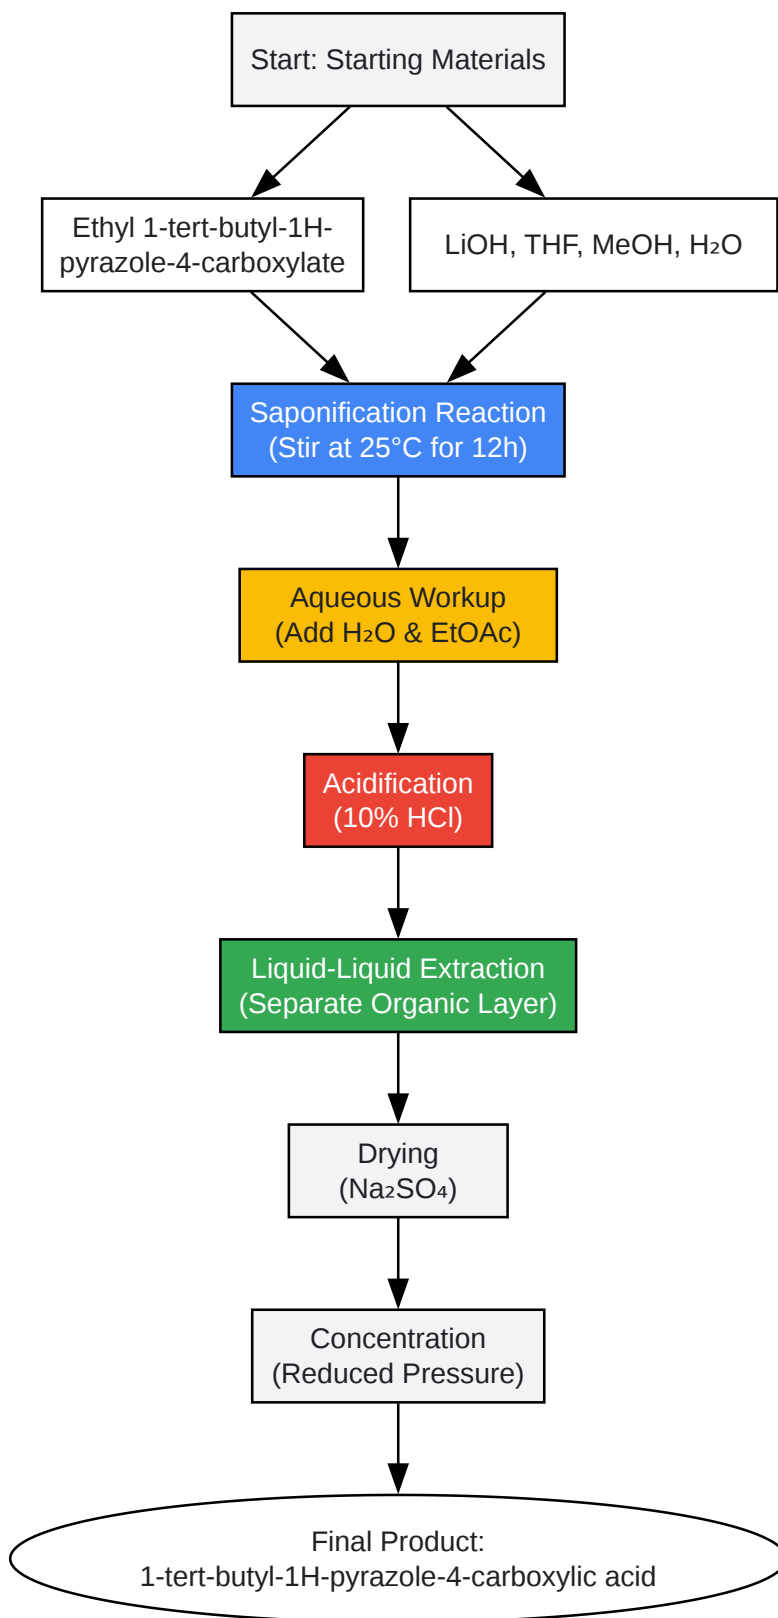 Start: Starting Materials
Ethyl 1-tert-butyl-1H-
pyrazole-4-carboxylate
LiOH, THF, MeOH, H₂O
Saponification Reaction
(Stir at 25°C for 12h)
Aqueous Workup
(Add H₂O & EtOAc)
Acidification
(10% HCl)
Liquid-Liquid Extraction
(Separate Organic Layer)
Drying
(Na₂SO₄)
Concentration
(Reduced Pressure)
Final Product:
1-tert-butyl-1H-pyrazole-4-carboxylic acid